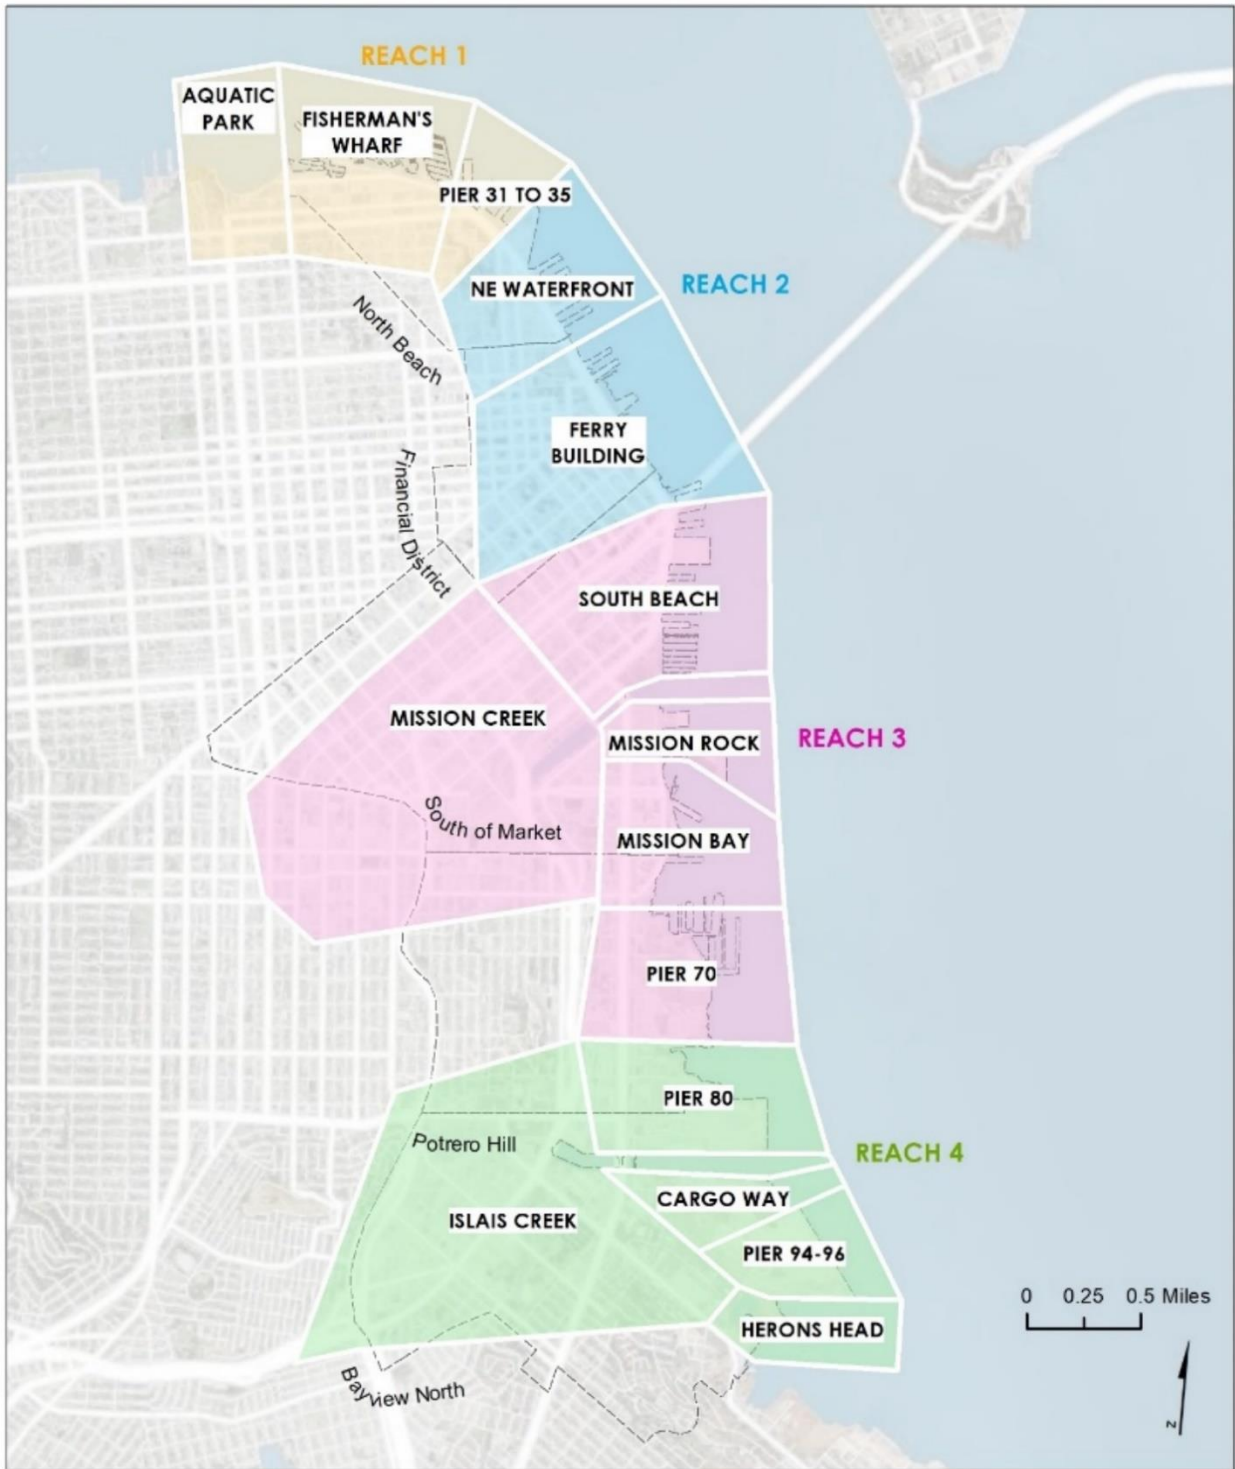 REACH 1
AQUATIC
PARK
FISHERMAN'S
WHARF
PIER 31 TO 35
NE WATERFRONT
REACH 2
North Beach
FERRY
BUILDING
Financial District
SOUTH BEACH
MISSION CREEK
MISSION ROCK
REACH 3
South of Market
MISSION BAY
PIER 70
PIER 80
Potrero Hill
REACH 4
CARGO WAY
ISLAIS CREEK
PIER 94-96
0 0.25 0.5 Miles
HERONS HEAD
Bayview North
N